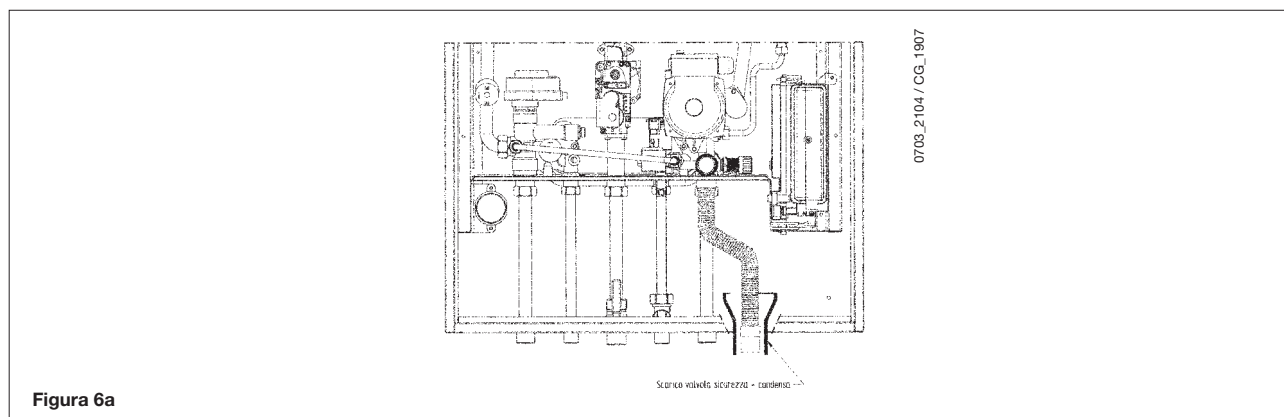 0703_2104 / CG_1907
Scarico valvola sicurezza - condensa
Figura 6a